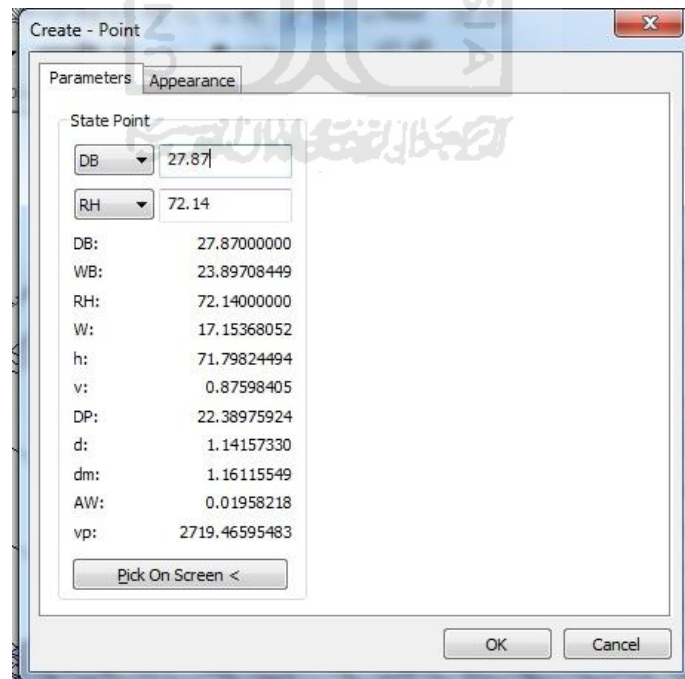 Create - Point
Parameters Appearance
State Point
DB 27.87
RH 72.14
DB: 27.87000000
WB: 23.89708449
RH: 72.14000000
W: 17.15368052
h: 71.79824494
v: 0.87598405
DP: 22.38975924
d: 1.14157330
dm: 1.16115549
AW: 0.01958218
vp: 2719.46595483
Pick On Screen <
OK Cancel